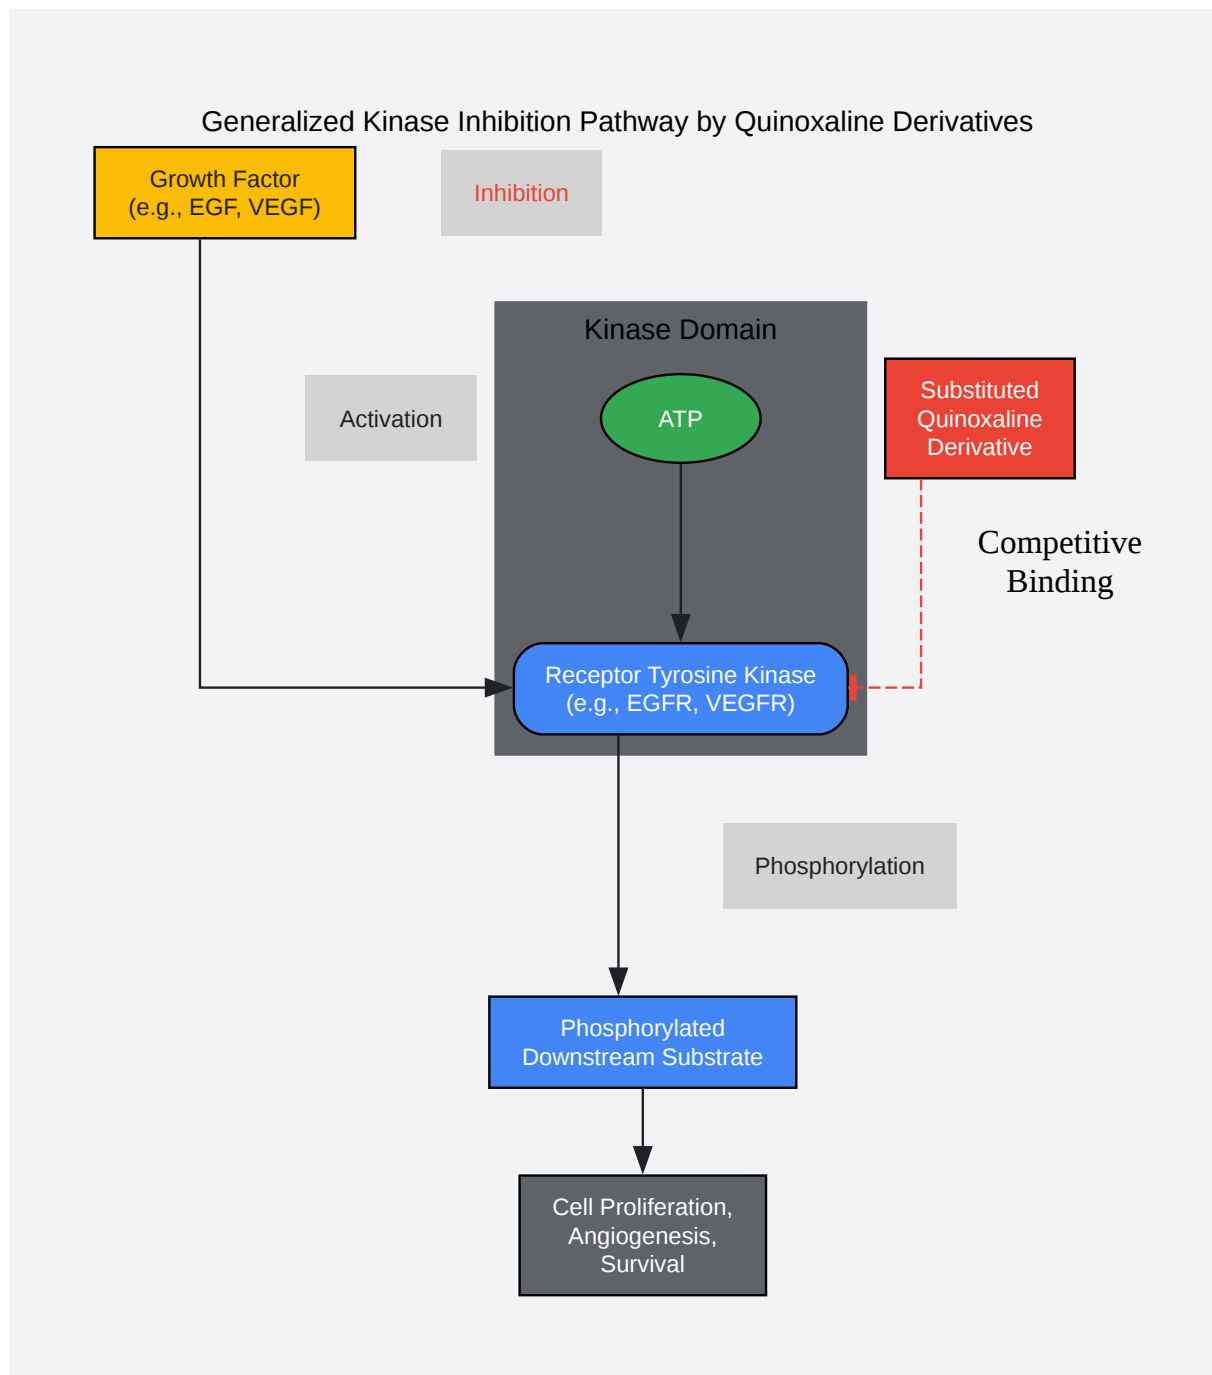 Generalized Kinase Inhibition Pathway by Quinoxaline Derivatives
Growth Factor
(e.g., EGF, VEGF)
Inhibition
Kinase Domain
Activation
ATP
Substituted
Quinoxaline
Derivative
Competitive
Binding
Receptor Tyrosine Kinase
(e.g., EGFR, VEGFR)
Phosphorylation
Phosphorylated
Downstream Substrate
Cell Proliferation,
Angiogenesis,
Survival